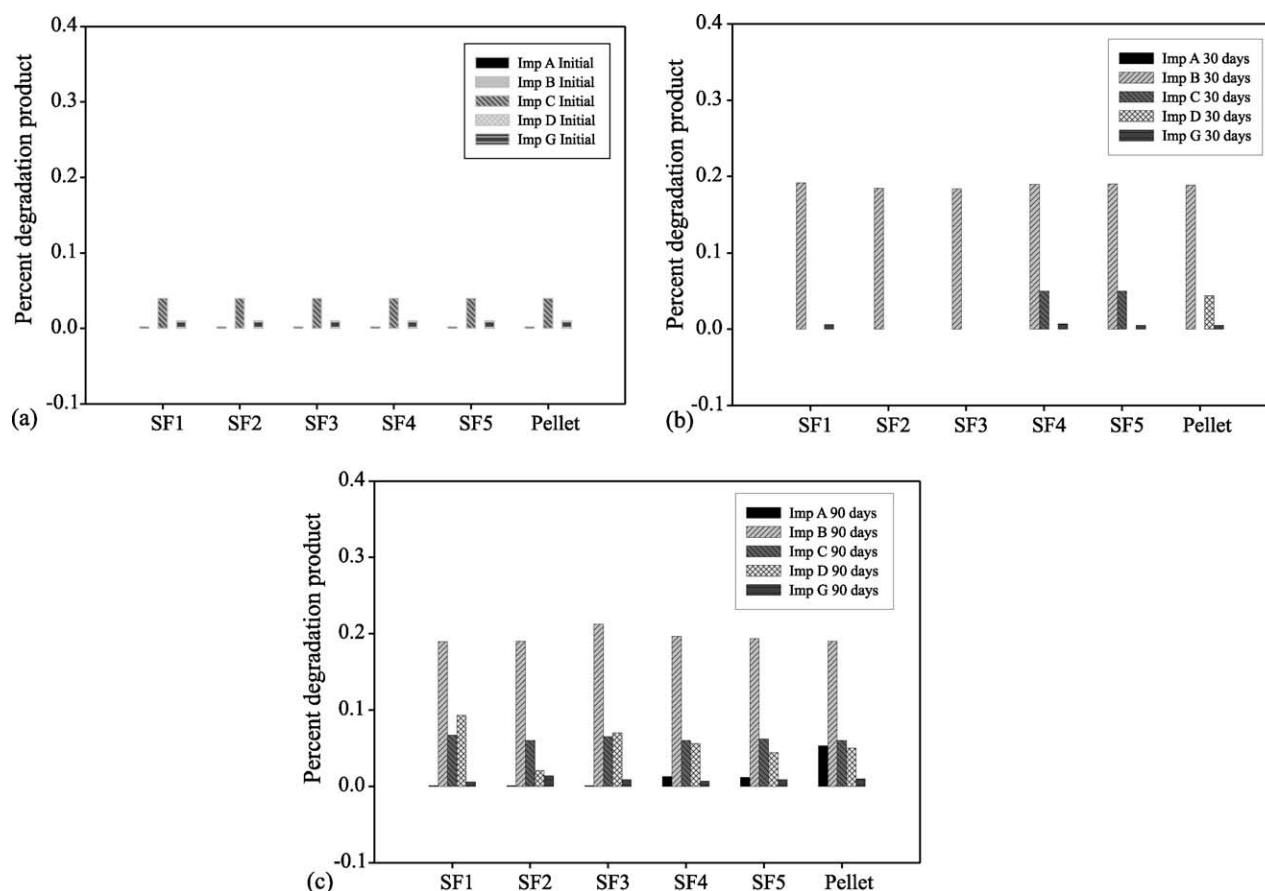 0.4
0.3
0.2
0.1
0.0
-0.1
Percent degradation product
Imp A Initial
Imp B Initial
Imp C Initial
Imp D Initial
Imp G Initial
SF1 SF2 SF3 SF4 SF5 Pellet
(a)
0.4
0.3
0.2
0.1
0.0
-0.1
Percent degradation product
Imp A 30 days
Imp B 30 days
Imp C 30 days
Imp D 30 days
Imp G 30 days
SF1 SF2 SF3 SF4 SF5 Pellet
(b)
0.4
0.3
0.2
0.1
0.0
-0.1
Percent degradation product
Imp A 90 days
Imp B 90 days
Imp C 90 days
Imp D 90 days
Imp G 90 days
SF1 SF2 SF3 SF4 SF5 Pellet
(c)